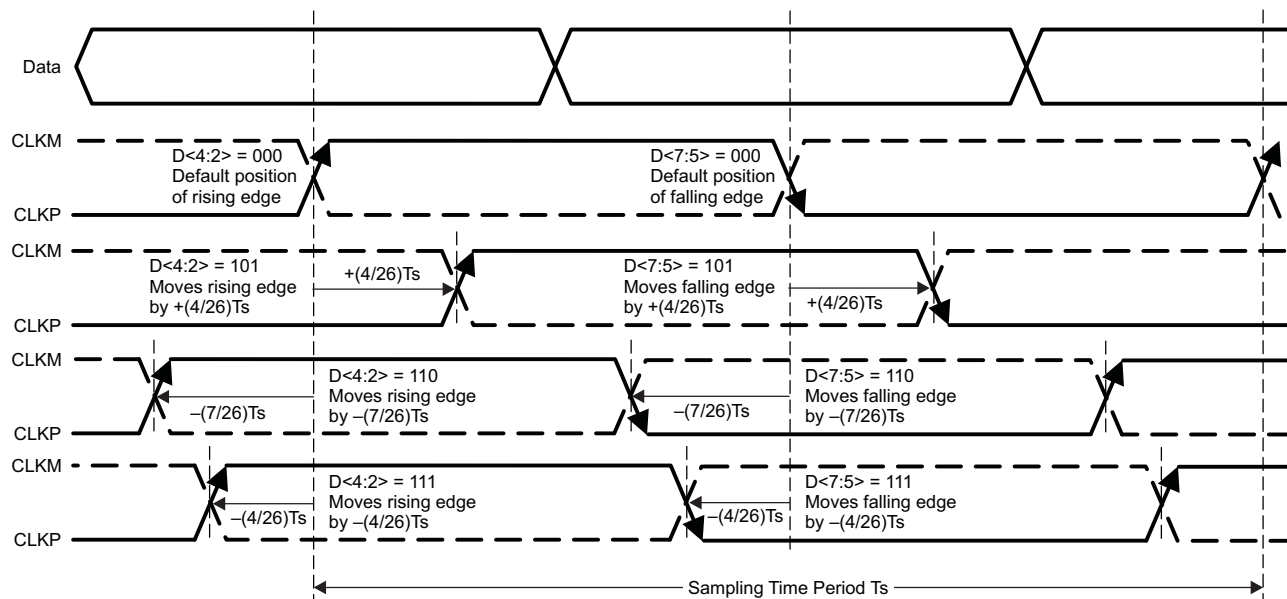 Data
CLKM
D<4:2> = 000
Default position
of rising edge
D<7:5> = 000
Default position
of falling edge
CLKP
CLKM
D<4:2> = 101
Moves rising edge
by +(4/26)Ts
+(4/26)Ts
D<7:5> = 101
Moves falling edge
by +(4/26)Ts
+(4/26)Ts
CLKP
CLKM
–(7/26)Ts
D<4:2> = 110
Moves rising edge
by –(7/26)Ts
–(7/26)Ts
D<7:5> = 110
Moves falling edge
by –(7/26)Ts
CLKP
CLKM
–(4/26)Ts
D<4:2> = 111
Moves rising edge
by –(4/26)Ts
–(4/26)Ts
D<7:5> = 111
Moves falling edge
by –(4/26)Ts
CLKP
Sampling Time Period Ts